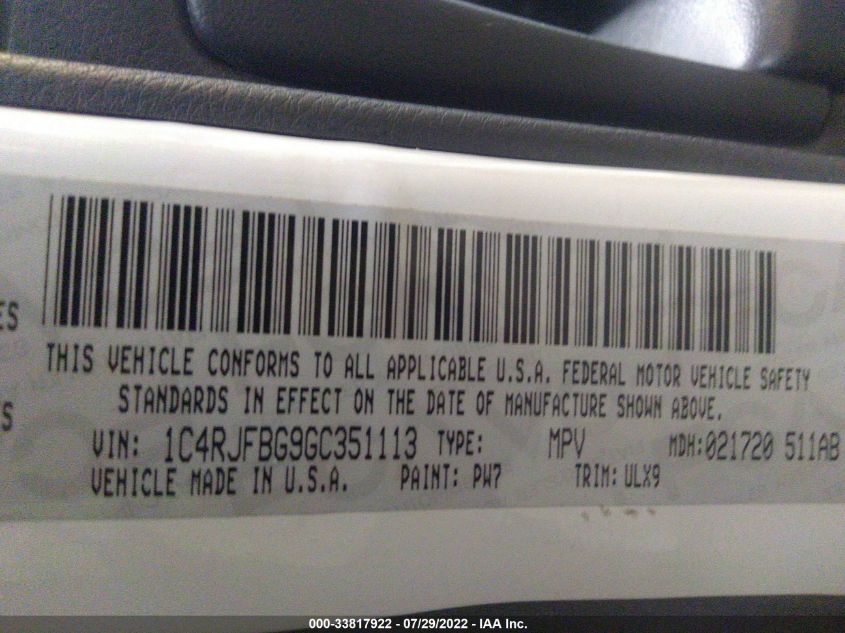 ES
THIS VEHICLE CONFORMS TO ALL APPLICABLE U.S.A. FEDERAL MOTOR VEHICLE SAFETY
STANDARDS IN EFFECT ON THE DATE OF MANUFACTURE SHOWN ABOVE.
S
VIN: 1C4RJFBG9GC351113 TYPE: MPV MDH:021720 511AB
VEHICLE MADE IN U.S.A. PAINT: PW7 TRIM: ULX9
000-33817922 - 07/29/2022 - IAA Inc.